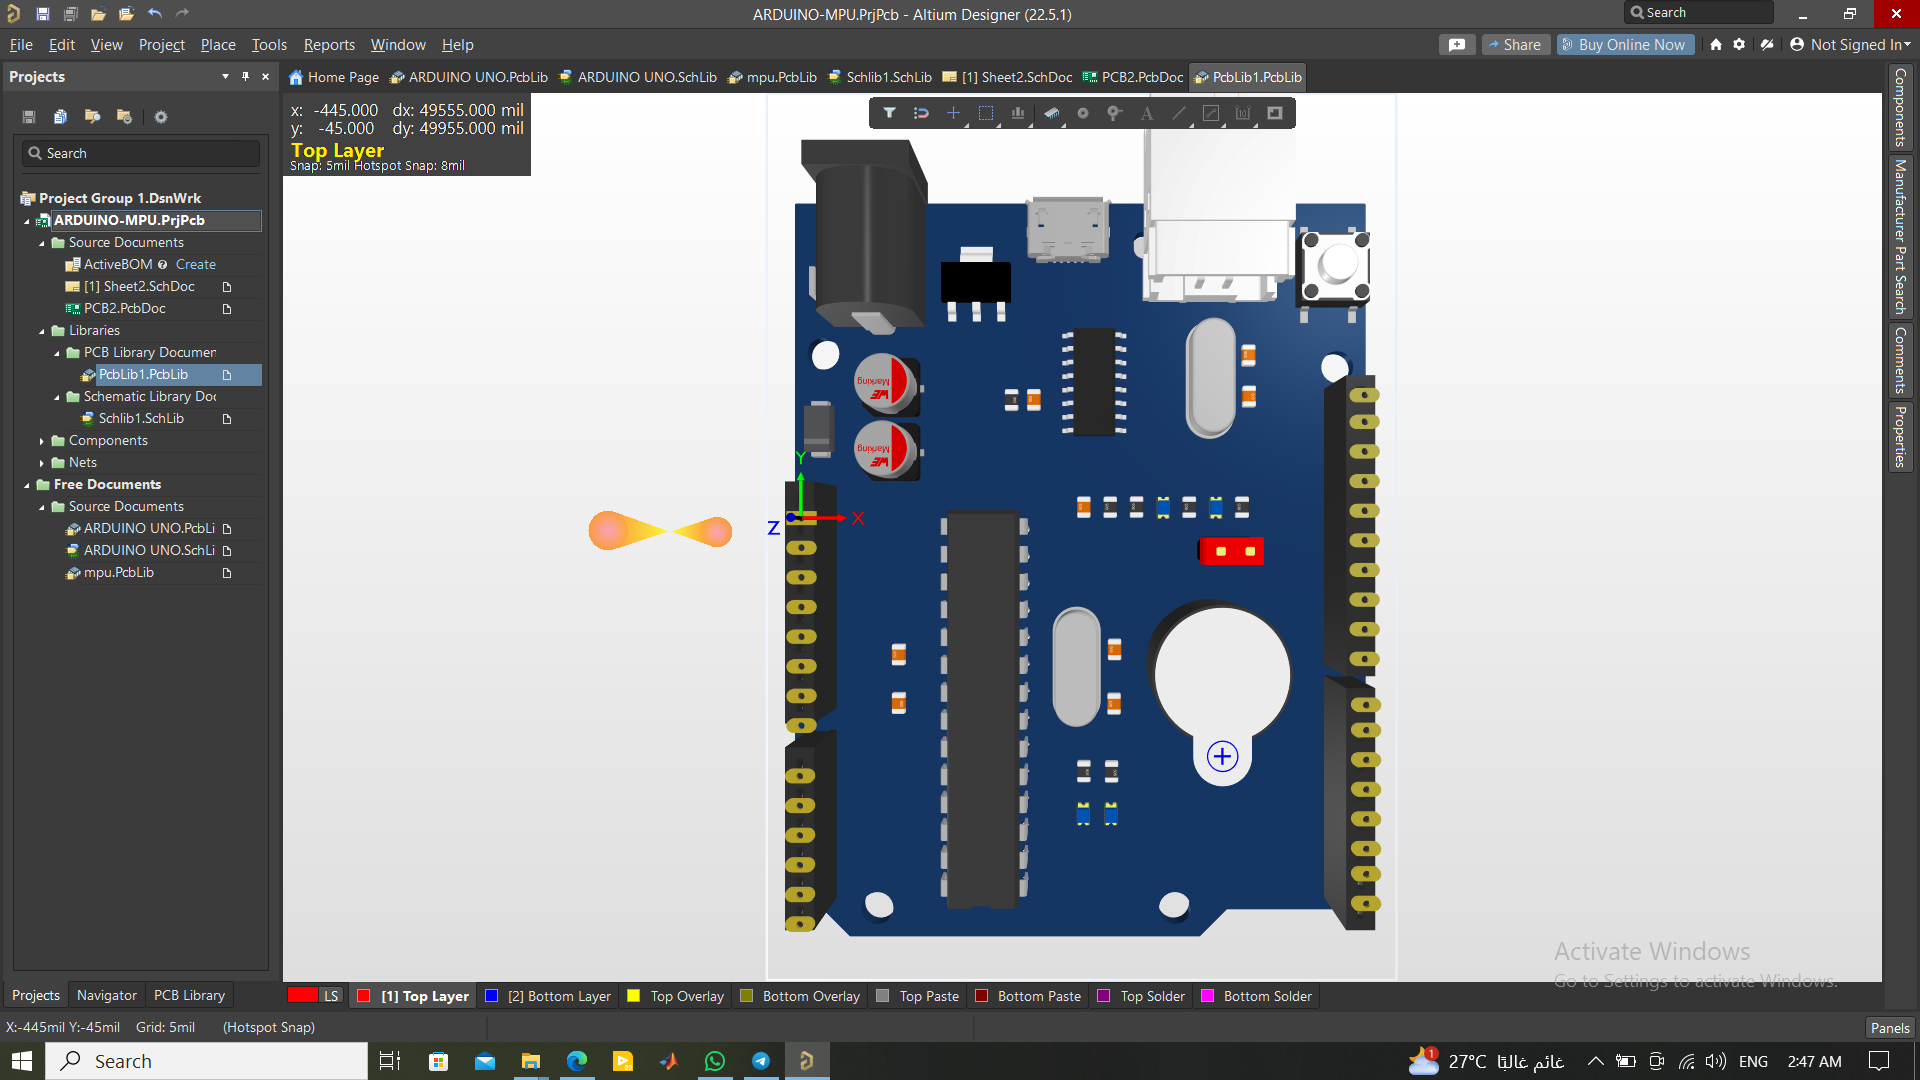 ARDUINO-MPU.PrjPcb - Altium Designer (22.5.1)
Search
File Edit View Project Place Tools Reports Window Help
Share
Buy Online Now
Not Signed In
Projects
Home Page
ARDUINO UNO.PcbLib
ARDUINO UNO.SchLib
mpu.PcbLib
Schlib1.SchLib
[1] Sheet2.SchDoc
PCB2.PcbDoc
PcbLib1.PcbLib
x: -445.000 dx: 49555.000 mil
y: -45.000 dy: 49955.000 mil
Top Layer
Snap: 5mil Hotspot Snap: 8mil
Search
Project Group 1.DsnWrk
ARDUINO-MPU.PrjPcb
Source Documents
ActiveBOM Create
[1] Sheet2.SchDoc
PCB2.PcbDoc
Libraries
PCB Library Documen
PcbLib1.PcbLib
Schematic Library Doc
Schlib1.SchLib
Components
Nets
Free Documents
Source Documents
ARDUINO UNO.PcbLi
ARDUINO UNO.SchLi
mpu.PcbLib
Components
Manufacturer Part Search
Comments
Properties
WE
Marking
WE
Marking
Y
X
Z
Activate Windows
Go to Settings to activate Windows.
Projects
Navigator
PCB Library
LS
[1] Top Layer
[2] Bottom Layer
Top Overlay
Bottom Overlay
Top Paste
Bottom Paste
Top Solder
Bottom Solder
X:-445mil Y:-45mil Grid: 5mil (Hotspot Snap)
Panels
Search
1
27°C غائم غالبًا
ENG
2:47 AM